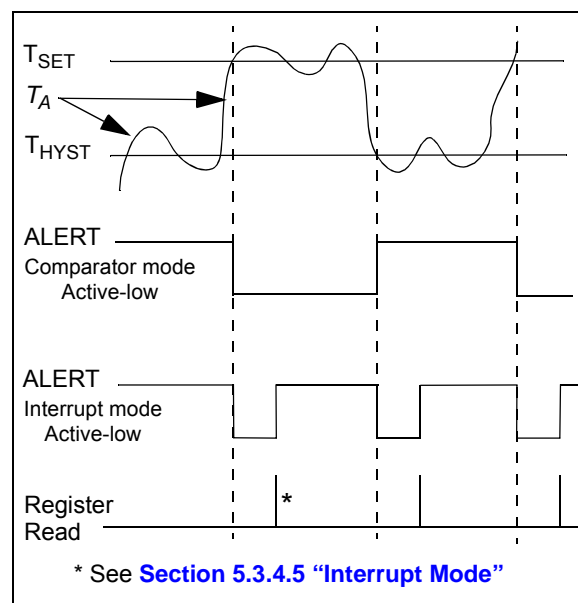 TSET
TA
THYST
ALERT
Comparator mode
Active-low
ALERT
Interrupt mode
Active-low
*
Register
Read
* See Section 5.3.4.5 “Interrupt Mode”